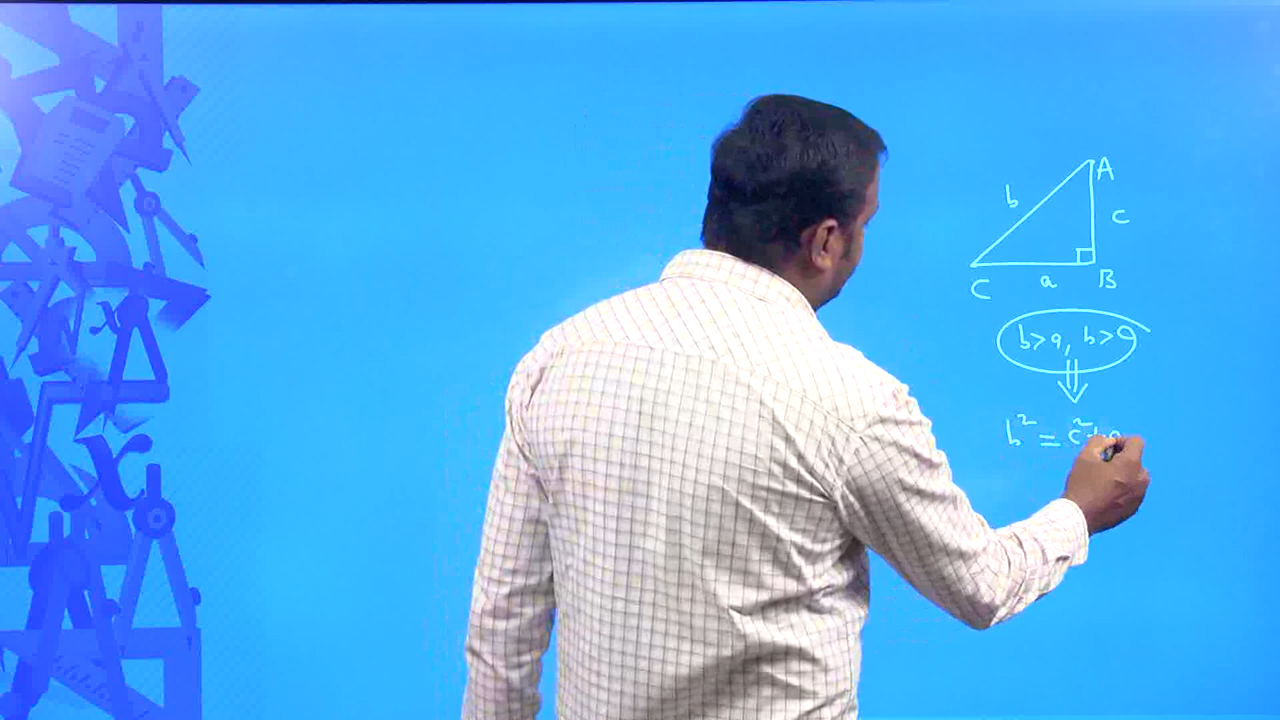 A
b
c
C a B
b>a, b>a
⇓
b² = c² +